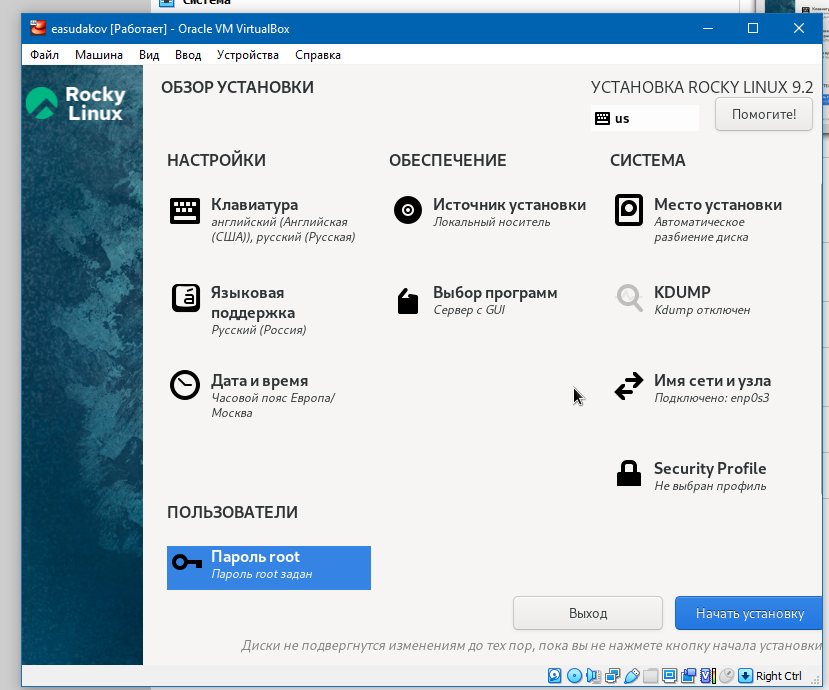 Система
easudakov [Работает] - Oracle VM VirtualBox
Файл Машина Вид Ввод Устройства Справка
Rocky
Linux
ОБЗОР УСТАНОВКИ
УСТАНОВКА ROCKY LINUX 9.2
us
Помогите!
НАСТРОЙКИ
Клавиатура
английский (Английская
(США)), русский (Русская)
Языковая
поддержка
Русский (Россия)
Дата и время
Часовой пояс Европа/
Москва
ОБЕСПЕЧЕНИЕ
Источник установки
Локальный носитель
Выбор программ
Сервер с GUI
СИСТЕМА
Место установки
Автоматическое
разбиение диска
KDUMP
Kdump отключен
Имя сети и узла
Подключено: enp0s3
Security Profile
Не выбран профиль
ПОЛЬЗОВАТЕЛИ
Пароль root
Пароль root задан
Выход
Начать установку
Диски не подвергнутся изменениям до тех пор, пока вы не нажмете кнопку начала установки
Right Ctrl